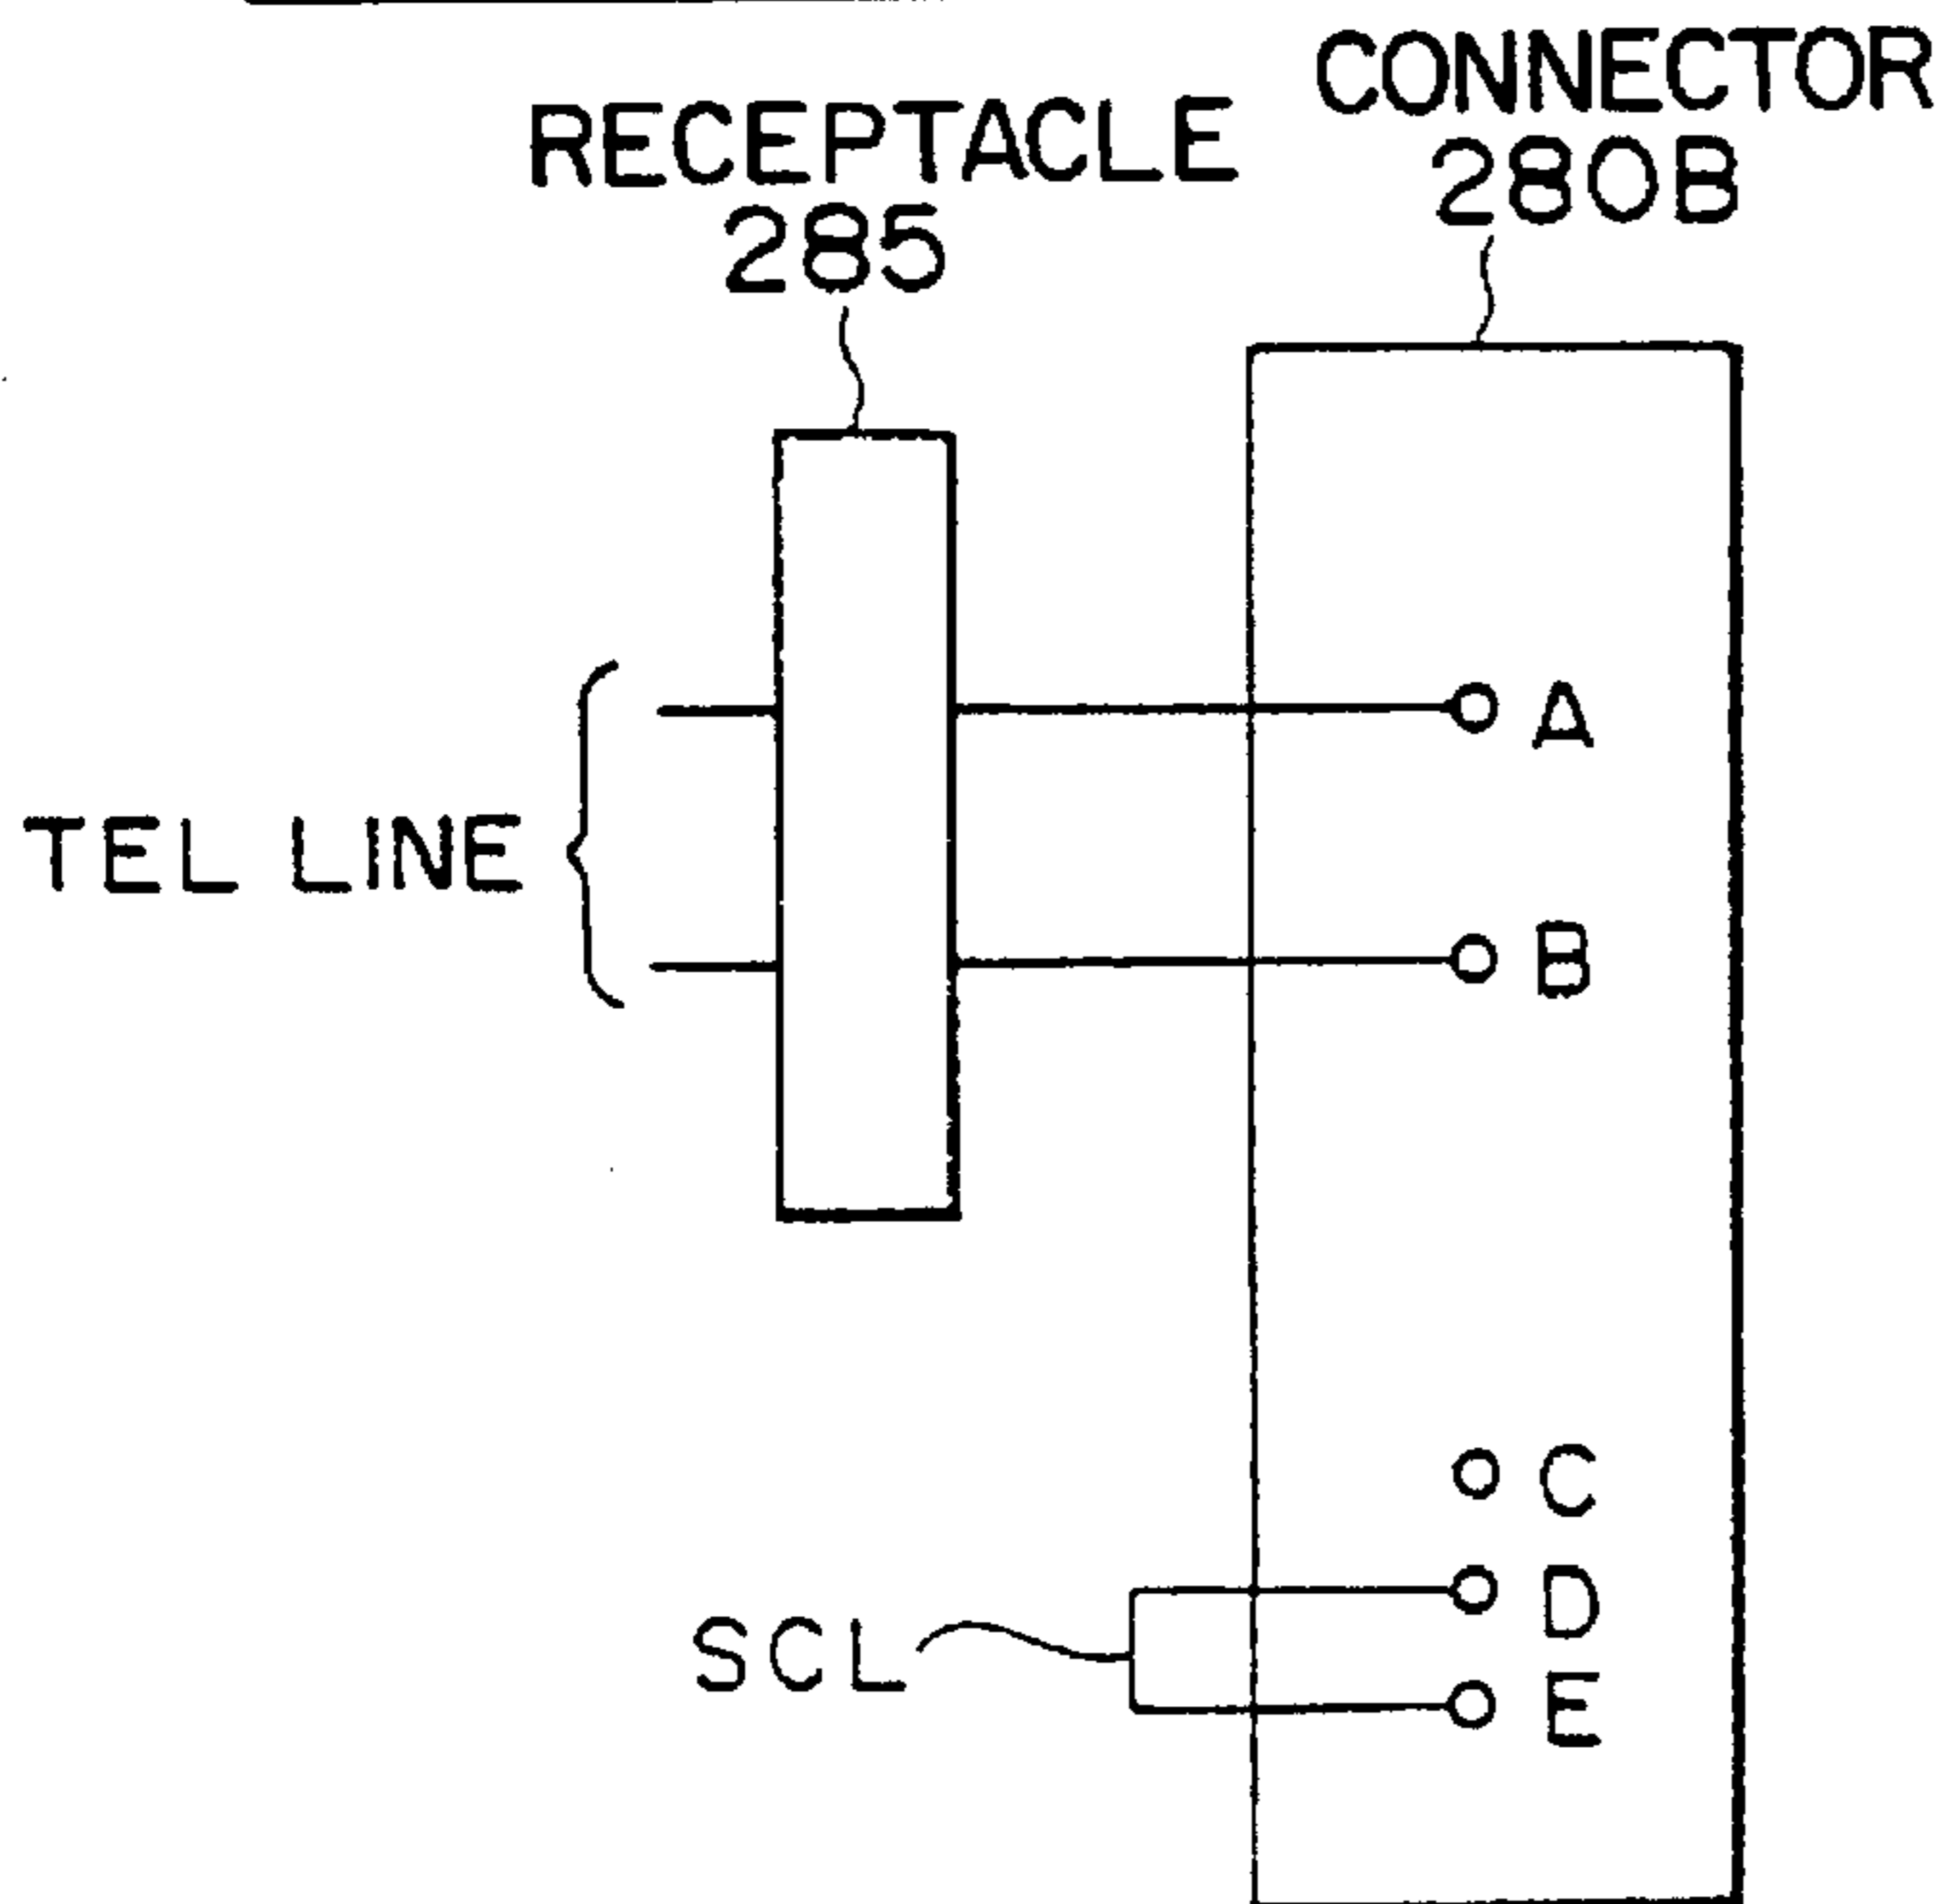 CONNECTOR
280B
RECEPTACLE
285
A
TEL LINE
B
C
D
SCL
E